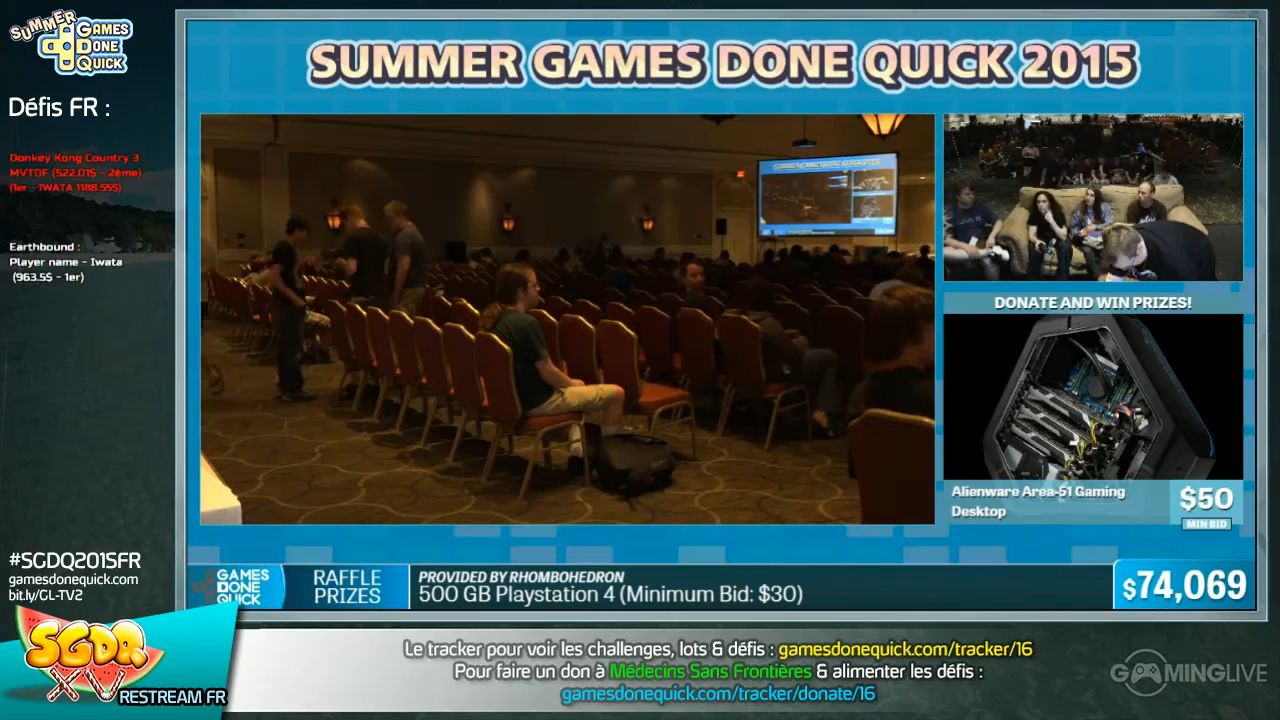 SUMMER
GAMES
DONE
QUICK
Défis FR :
Donkey Kong Country 3
MVTDF (522.01$ - 2ème)
(1er - IWATA 1188.55$)
Earthbound :
Player name - Iwata
(963.5$ - 1er)
#SGDQ2015FR
gamesdonequick.com
bit.ly/GL-TV2
SUMMER GAMES DONE QUICK 2015
DONATE AND WIN PRIZES!
Alienware Area-51 Gaming
Desktop
$50
MIN BID
GAMES
DONE
QUICK
RAFFLE
PRIZES
PROVIDED BY RHOMBOHEDRON
500 GB Playstation 4 (Minimum Bid: $30)
$74,069
SGDQ
XV
RESTREAM FR
Le tracker pour voir les challenges, lots & défis : gamesdonequick.com/tracker/16
Pour faire un don à Médecins Sans Frontières & alimenter les défis :
gamesdonequick.com/tracker/donate/16
GAMINGLIVE